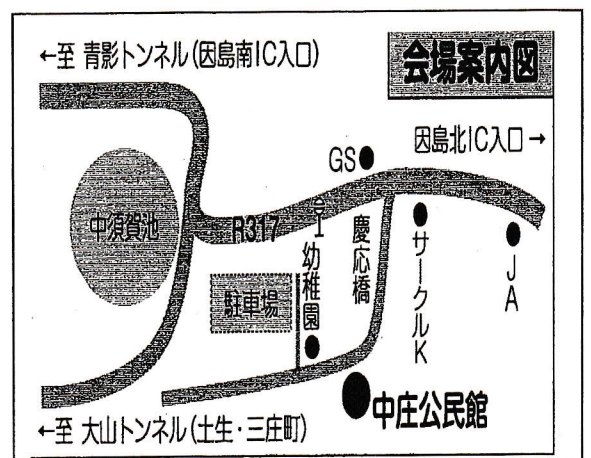 ←至 青影トンネル(因島南IC入口)
会場案内図
因島北IC入口→
GS
中須賀池
R317
幼稚園
慶応橋
サークルK
JA
駐車場
中庄公民館
←至 大山トンネル(土生・三庄町)